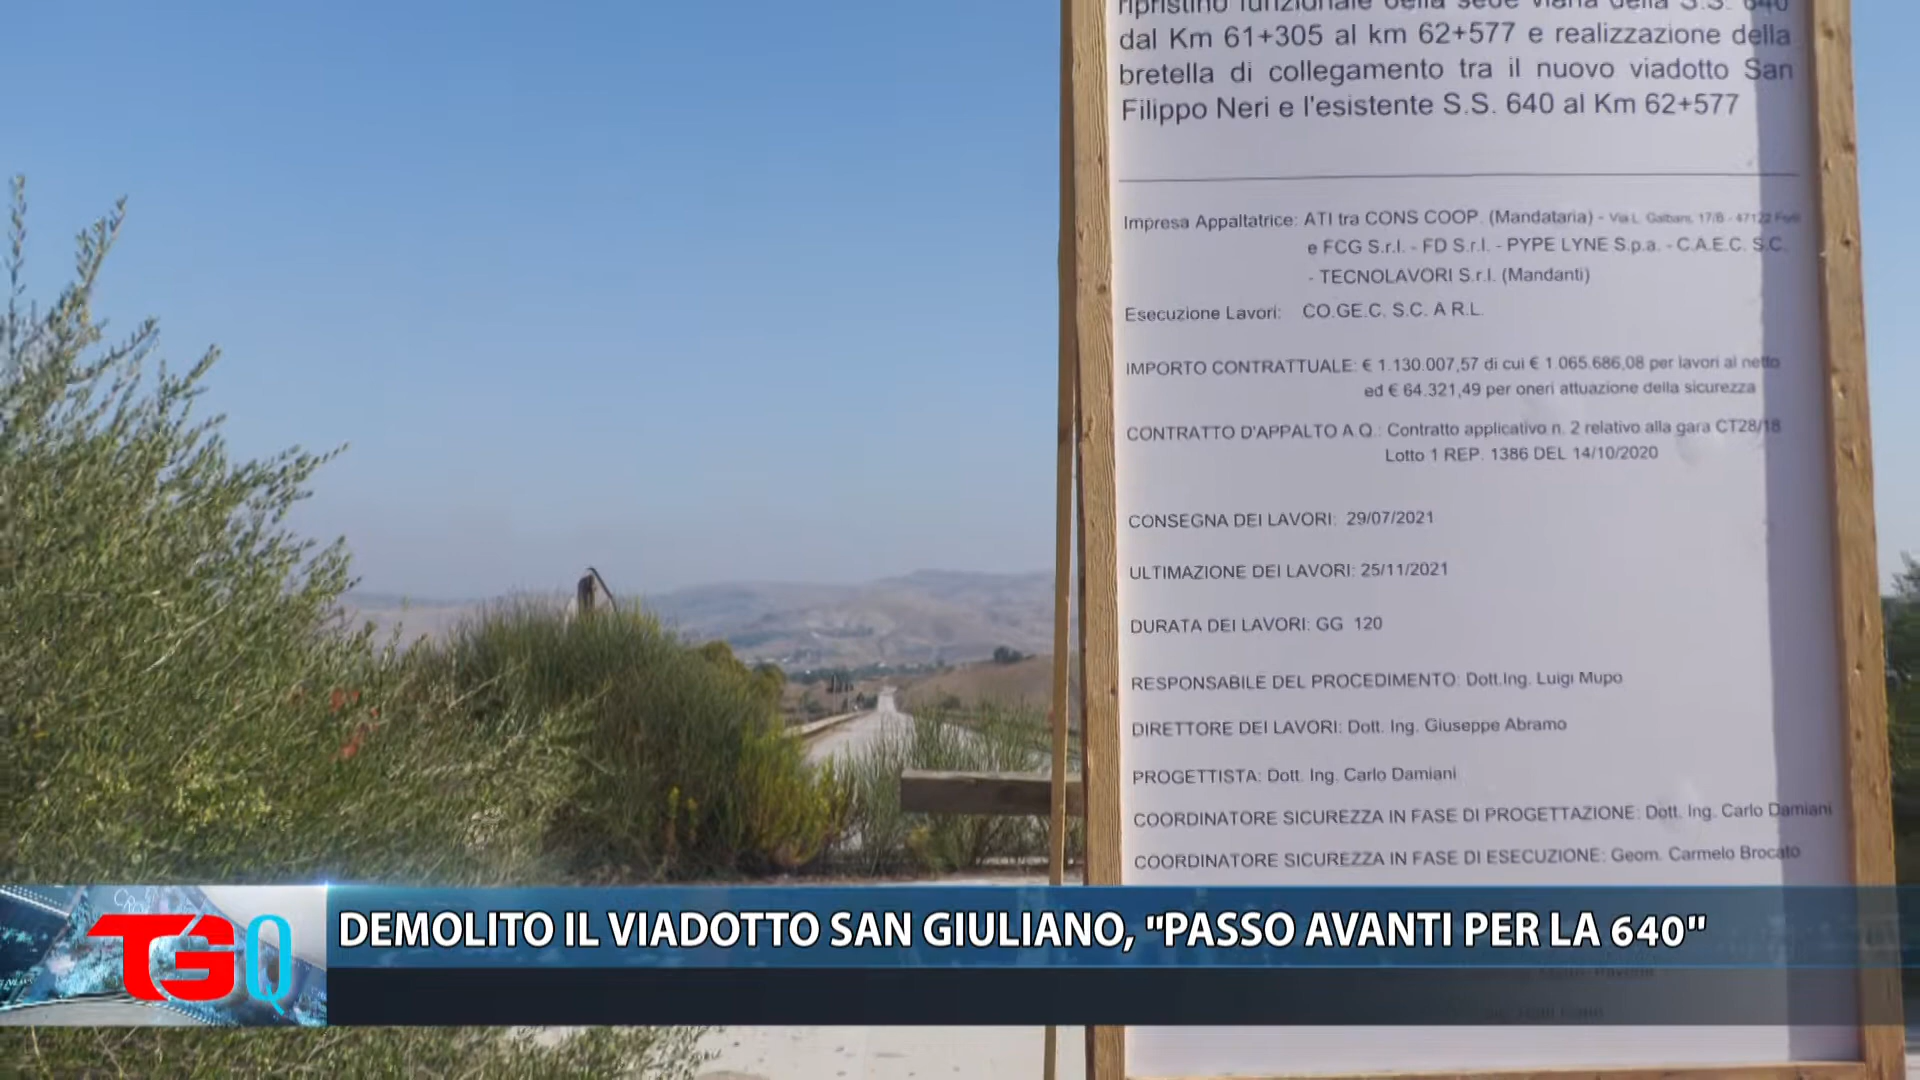 ripristino funzionale della sede viaria della S.S. 640
dal Km 61+305 al km 62+577 e realizzazione della
bretella di collegamento tra il nuovo viadotto San
Filippo Neri e l'esistente S.S. 640 al Km 62+577
Impresa Appaltatrice: ATI tra CONS COOP. (Mandataria) - Via L. Galbani, 17/B - 47122 Forlì
e FCG S.r.l. - FD S.r.l. - PYPE LYNE S.p.a. - C.A.E.C. S.C.
- TECNOLAVORI S.r.l. (Mandanti)
Esecuzione Lavori: CO.GE.C. S.C. A R.L.
IMPORTO CONTRATTUALE: € 1.130.007,57 di cui € 1.065.686,08 per lavori al netto
ed € 64.321,49 per oneri attuazione della sicurezza
CONTRATTO D'APPALTO A.Q.: Contratto applicativo n. 2 relativo alla gara CT28/18
Lotto 1 REP. 1386 DEL 14/10/2020
CONSEGNA DEI LAVORI: 29/07/2021
ULTIMAZIONE DEI LAVORI: 25/11/2021
DURATA DEI LAVORI: GG 120
RESPONSABILE DEL PROCEDIMENTO: Dott.Ing. Luigi Mupo
DIRETTORE DEI LAVORI: Dott. Ing. Giuseppe Abramo
PROGETTISTA: Dott. Ing. Carlo Damiani
COORDINATORE SICUREZZA IN FASE DI PROGETTAZIONE: Dott. Ing. Carlo Damiani
COORDINATORE SICUREZZA IN FASE DI ESECUZIONE: Geom. Carmelo Brocato
TGQ
DEMOLITO IL VIADOTTO SAN GIULIANO, "PASSO AVANTI PER LA 640"